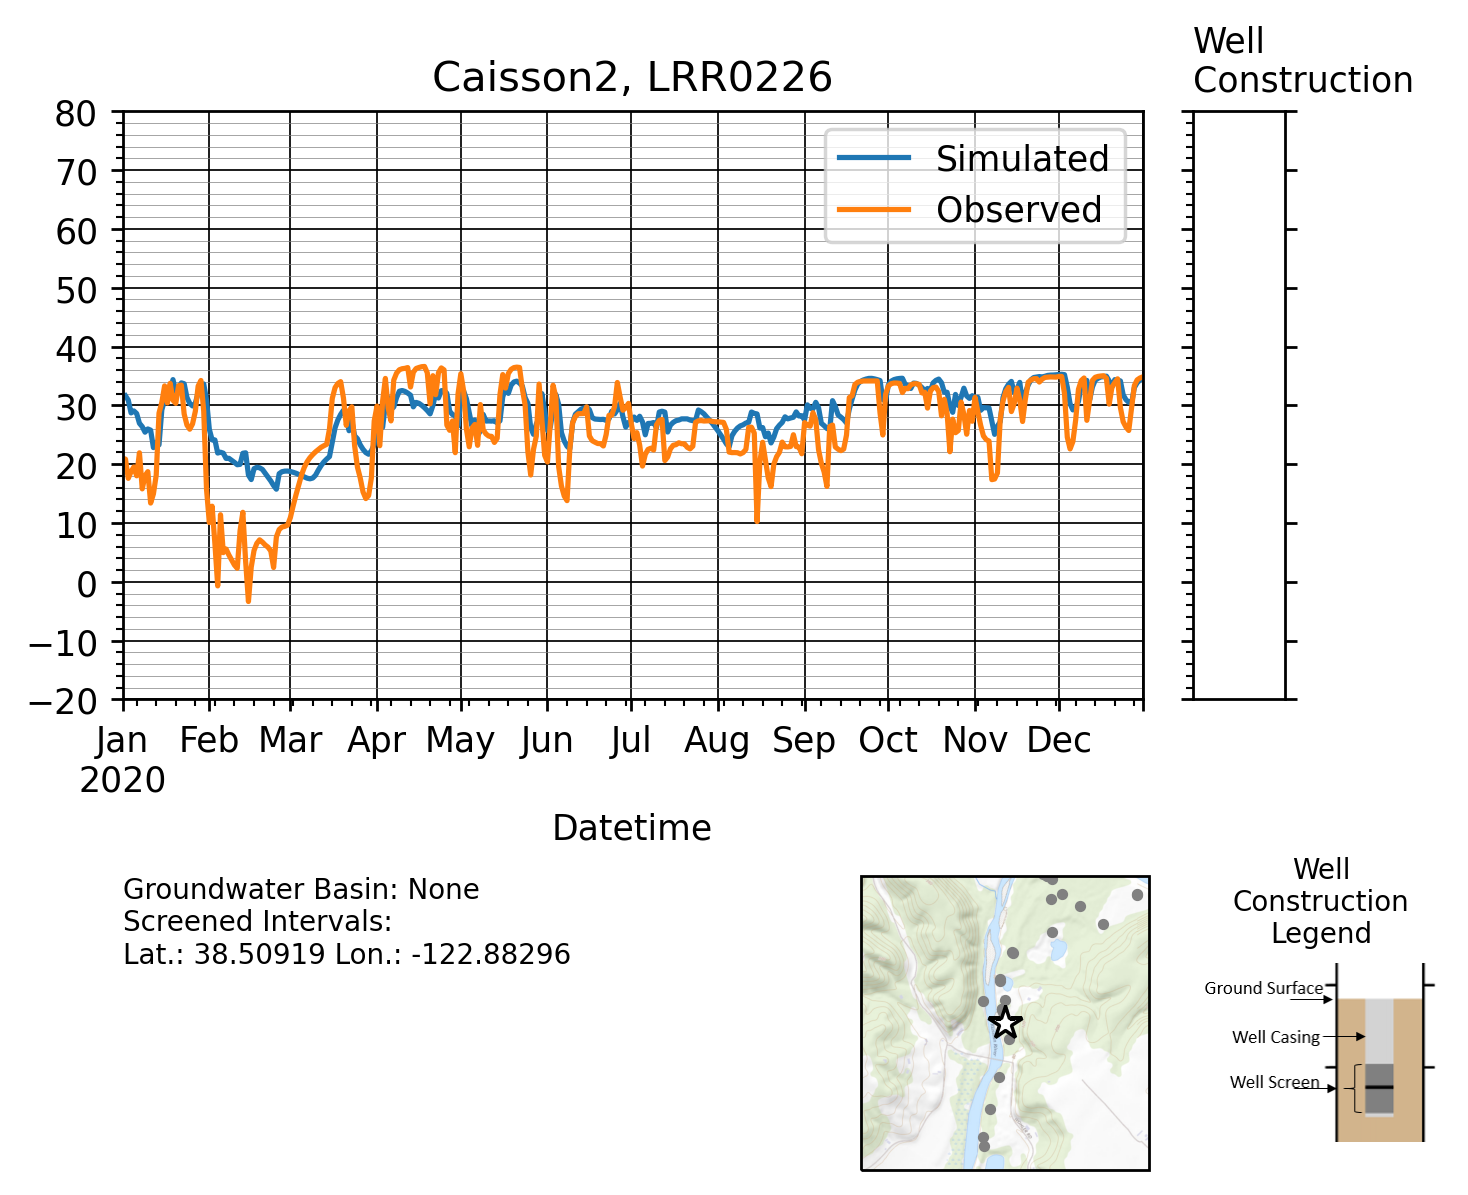 Well
Construction
Caisson2, LRR0226
80
70
60
50
40
30
20
10
0
−10
−20
Simulated
Observed
Jan Feb Mar Apr May Jun Jul Aug Sep Oct Nov Dec
2020
Datetime
Groundwater Basin: None
Screened Intervals:
Lat.: 38.50919 Lon.: -122.88296
Well
Construction
Legend
Ground Surface
Well Casing
Well Screen